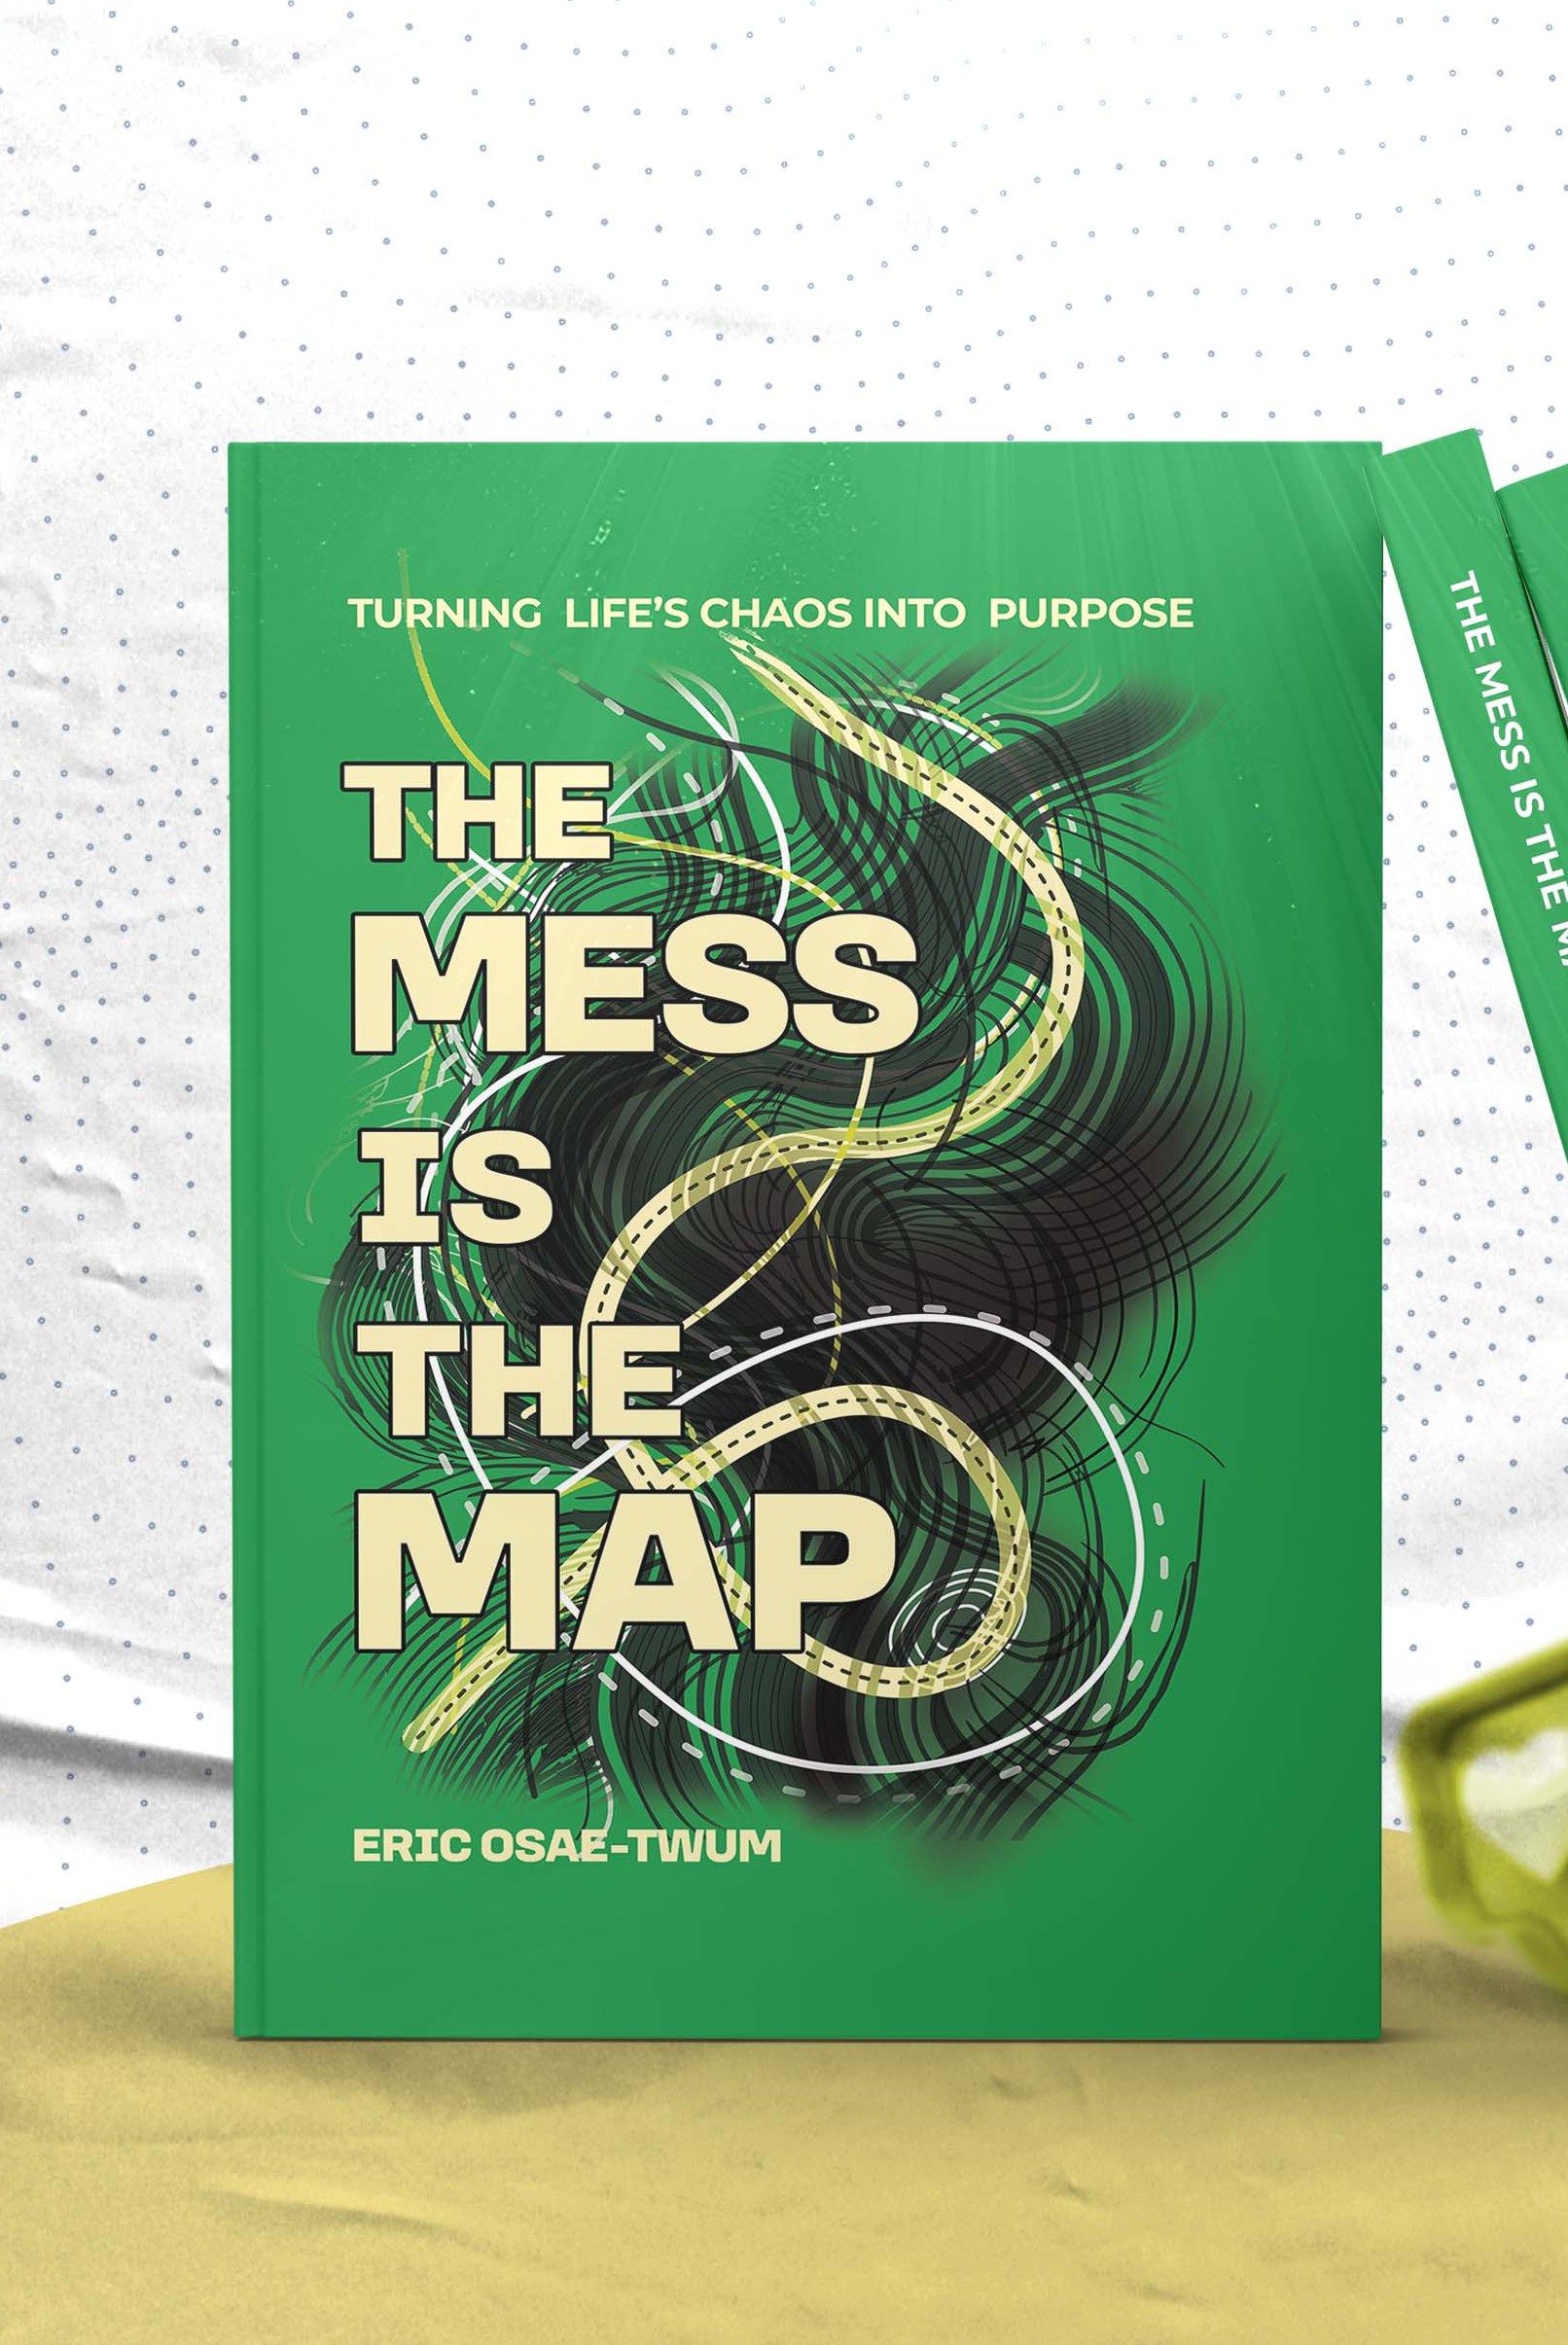 TURNING LIFE'S CHAOS INTO PURPOSE
THE
MESS
IS
THE
MAP
ERIC OSAE-TWUM
THE MESS IS THE